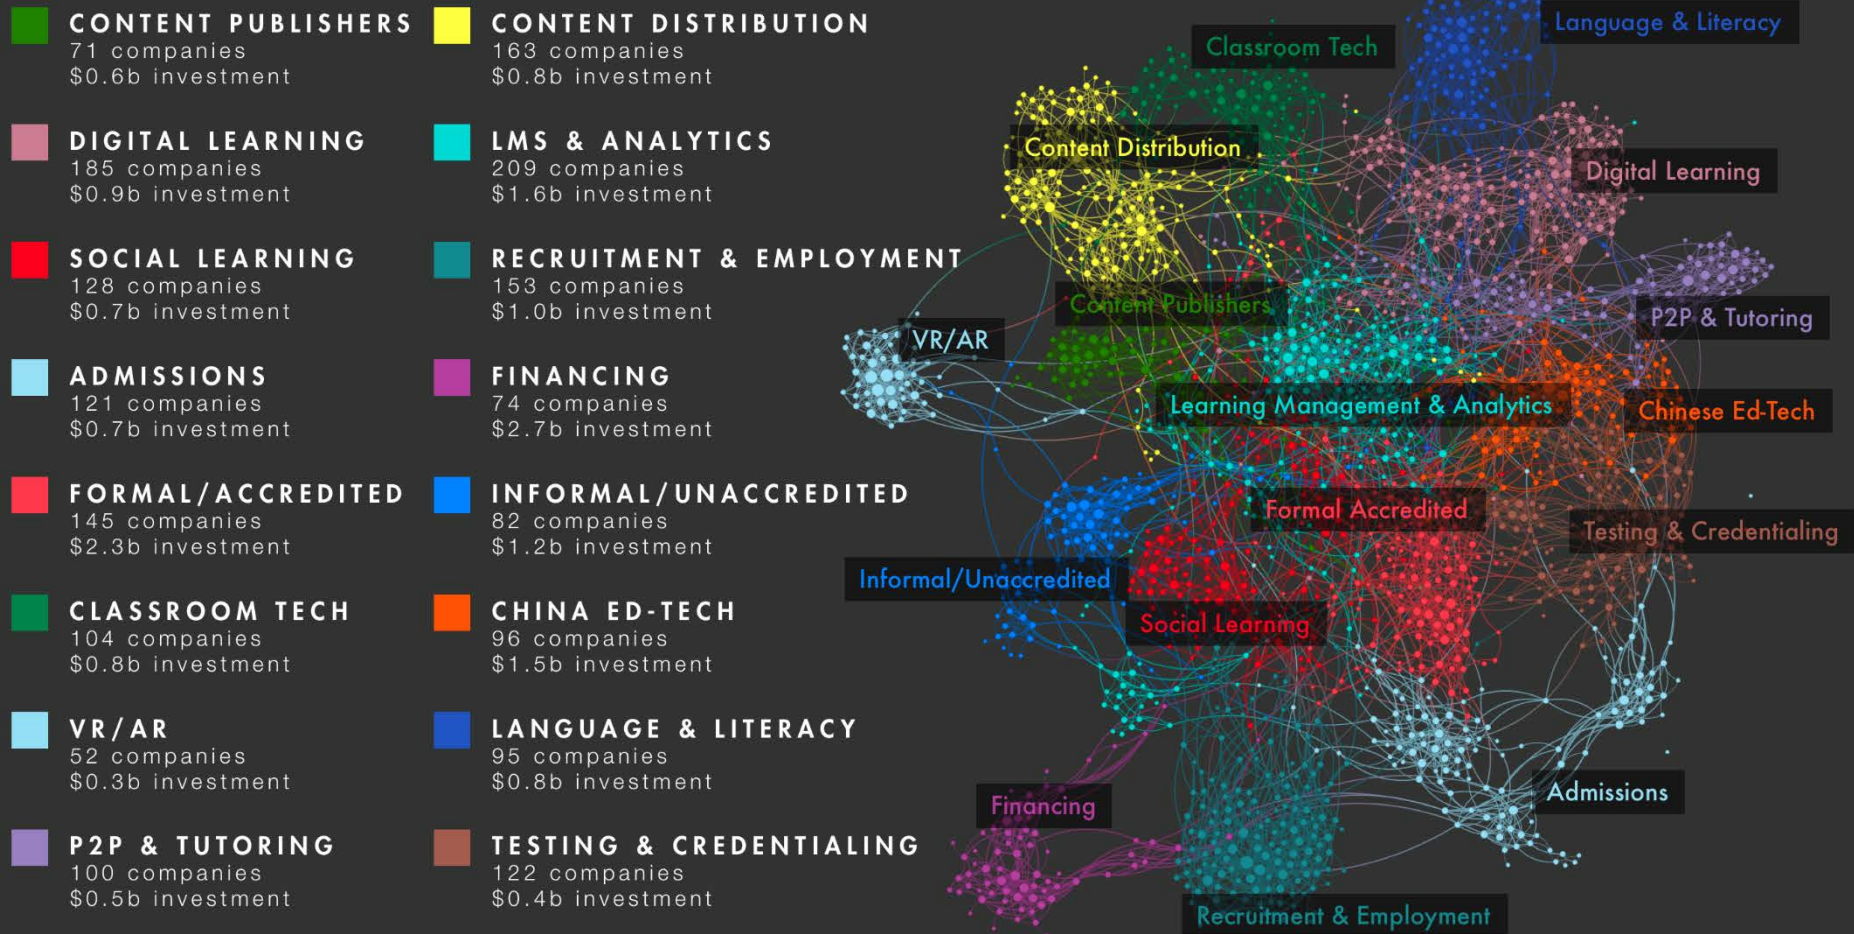 CONTENT PUBLISHERS
71 companies
$0.6b investment
CONTENT DISTRIBUTION
163 companies
$0.8b investment
DIGITAL LEARNING
185 companies
$0.9b investment
LMS & ANALYTICS
209 companies
$1.6b investment
SOCIAL LEARNING
128 companies
$0.7b investment
RECRUITMENT & EMPLOYMENT
153 companies
$1.0b investment
ADMISSIONS
121 companies
$0.7b investment
FINANCING
74 companies
$2.7b investment
FORMAL/ACCREDITED
145 companies
$2.3b investment
INFORMAL/UNACCREDITED
82 companies
$1.2b investment
CLASSROOM TECH
104 companies
$0.8b investment
CHINA ED-TECH
96 companies
$1.5b investment
VR/AR
52 companies
$0.3b investment
LANGUAGE & LITERACY
95 companies
$0.8b investment
P2P & TUTORING
100 companies
$0.5b investment
TESTING & CREDENTIALING
122 companies
$0.4b investment
Language & Literacy
Classroom Tech
Content Distribution
Digital Learning
Content Publishers
P2P & Tutoring
VR/AR
Learning Management & Analytics
Chinese Ed-Tech
Formal Accredited
Testing & Credentialing
Informal/Unaccredited
Social Learning
Admissions
Financing
Recruitment & Employment